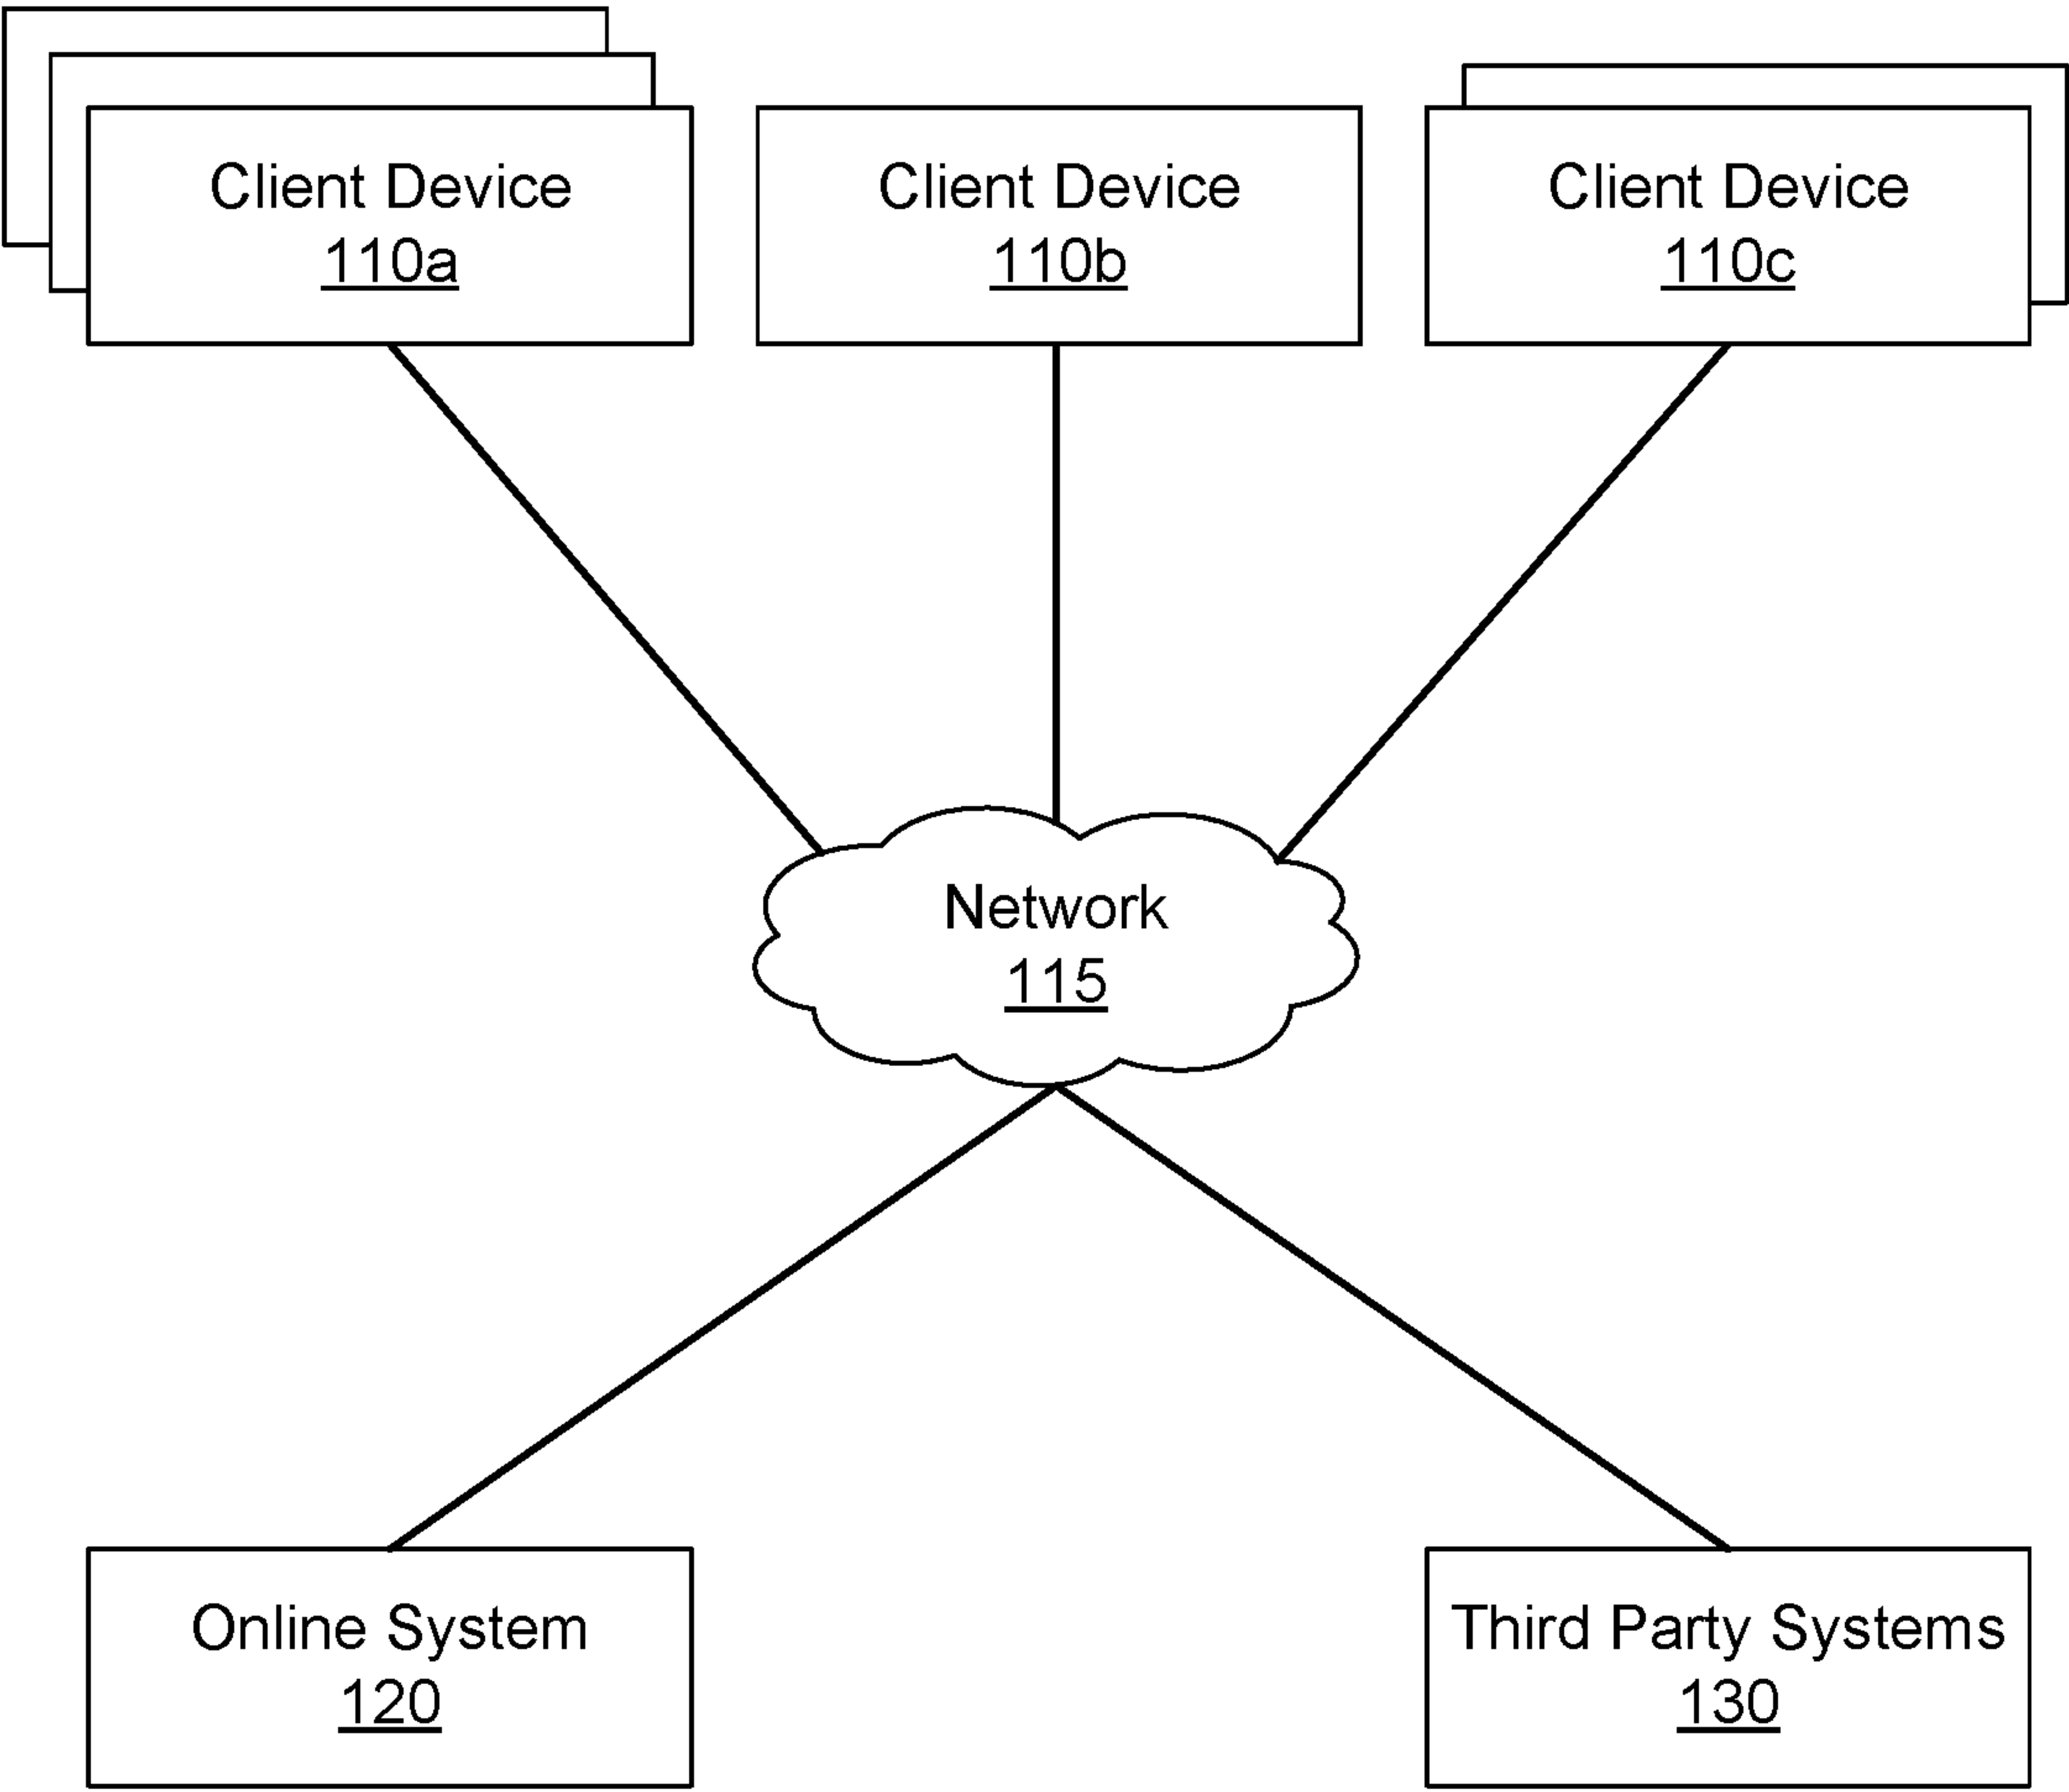 Client Device
110a
Client Device
110b
Client Device
110c
Network
115
Online System
120
Third Party Systems
130